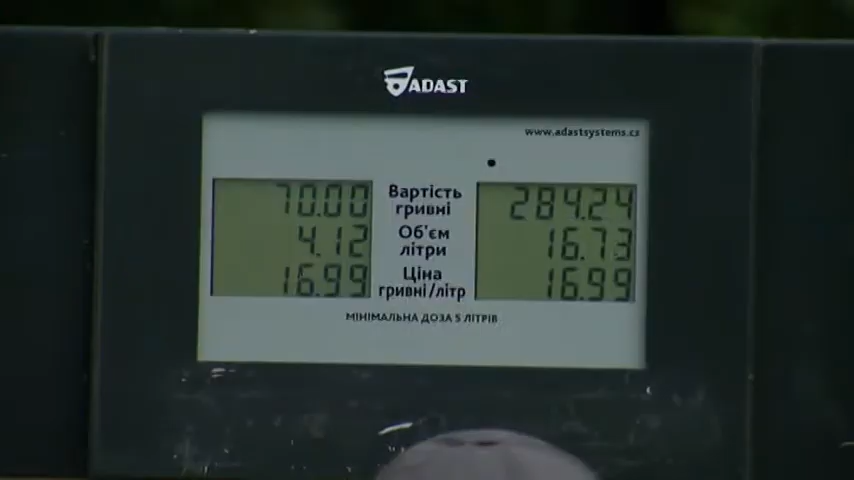 ADAST
www.adastsystems.cz
70.00 Вартість гривні 284.24
4.12 Об'єм літри 16.73
16.99 Ціна гривні/літр 16.99
МІНІМАЛЬНА ДОЗА 5 ЛІТРІВ